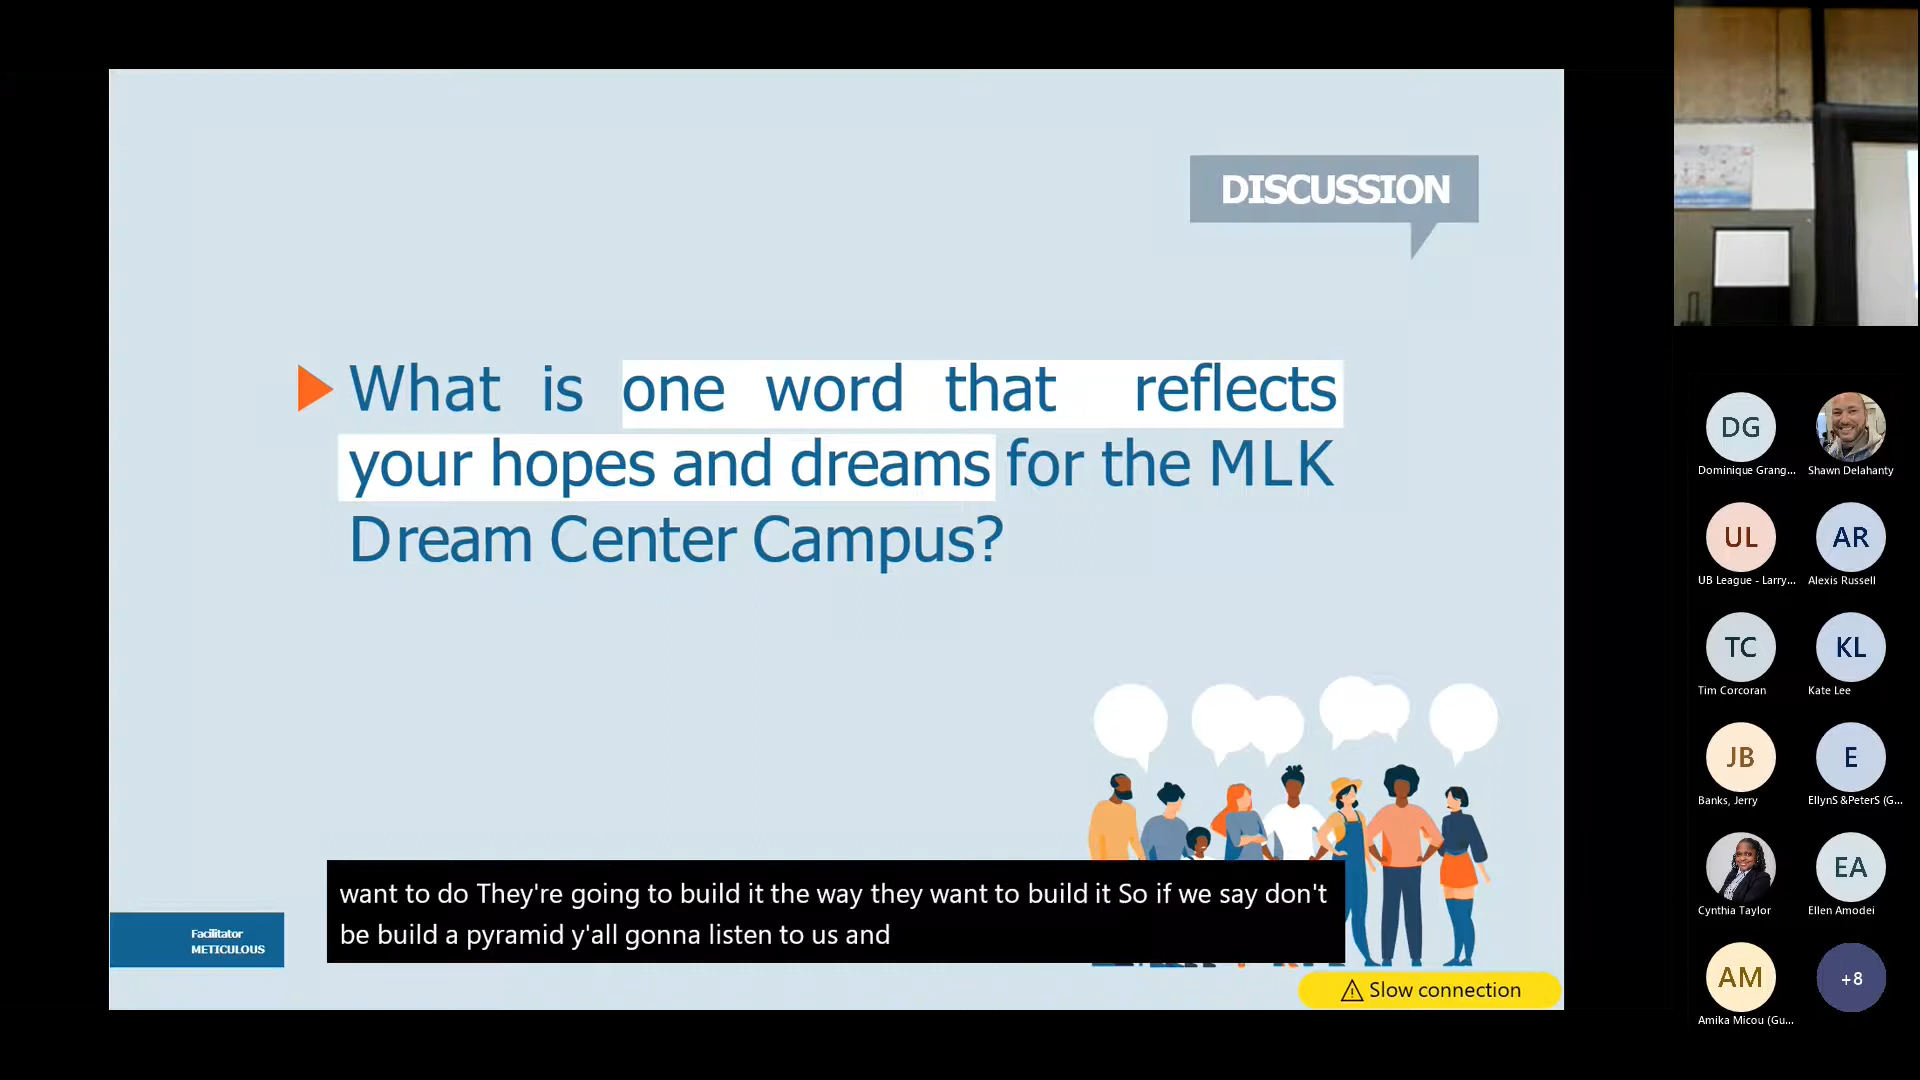 DISCUSSION
What is one word that reflects
your hopes and dreams for the MLK
Dream Center Campus?
Facilitator
METICULOUS
want to do They're going to build it the way they want to build it So if we say don't
be build a pyramid y'all gonna listen to us and
Slow connection
DG
Dominique Grang...
Shawn Delahanty
UL
UB League - Larry...
AR
Alexis Russell
TC
Tim Corcoran
KL
Kate Lee
JB
Banks, Jerry
E
EllynS &PeterS (G...
Cynthia Taylor
EA
Ellen Amodei
AM
Amika Micou (Gu...
+8